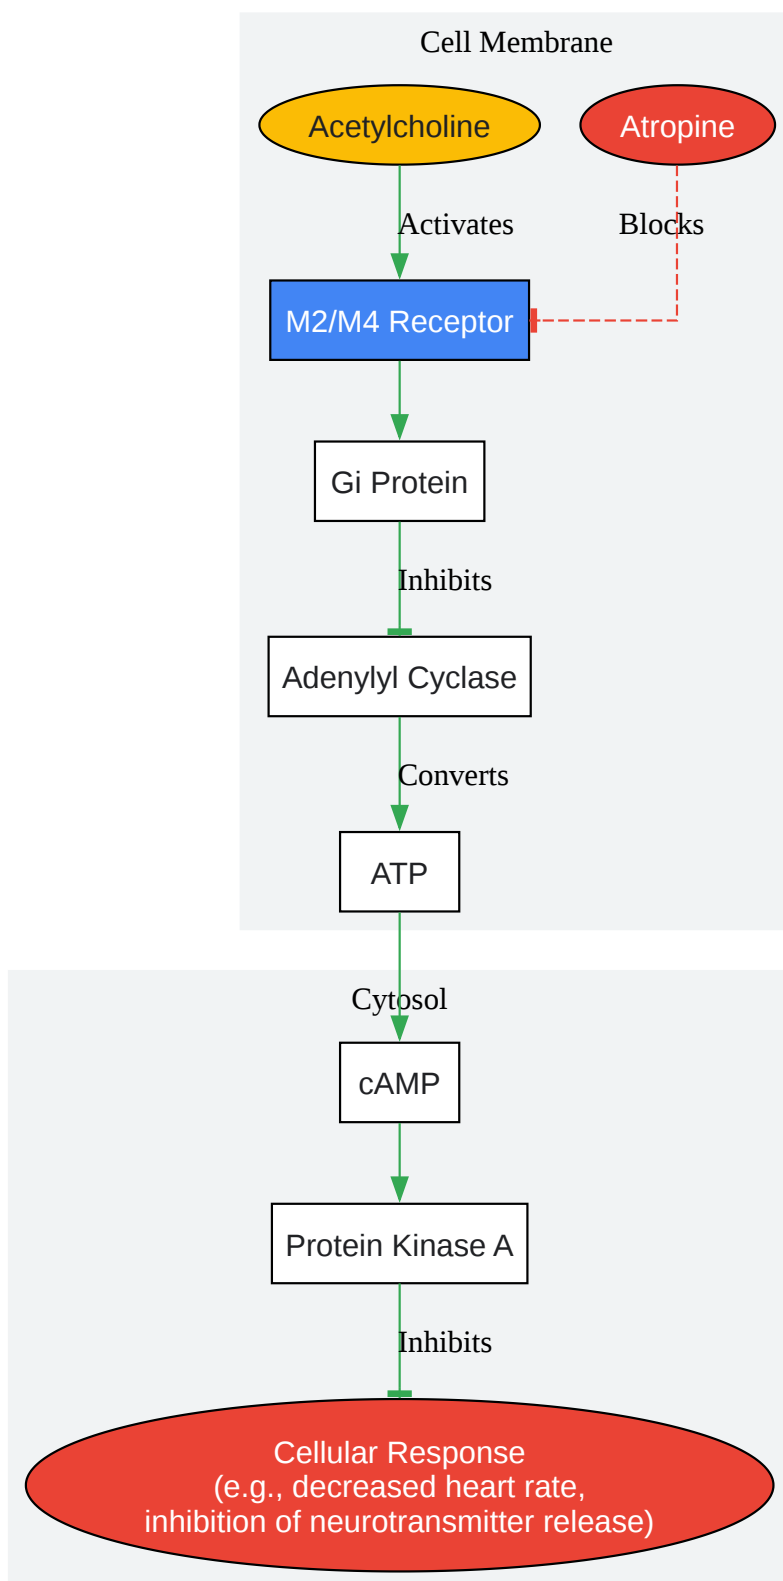 Cell Membrane
Acetylcholine
Atropine
Activates
Blocks
M2/M4 Receptor
Gi Protein
Inhibits
Adenylyl Cyclase
Converts
ATP
Cytosol
cAMP
Protein Kinase A
Inhibits
Cellular Response
(e.g., decreased heart rate,
inhibition of neurotransmitter release)